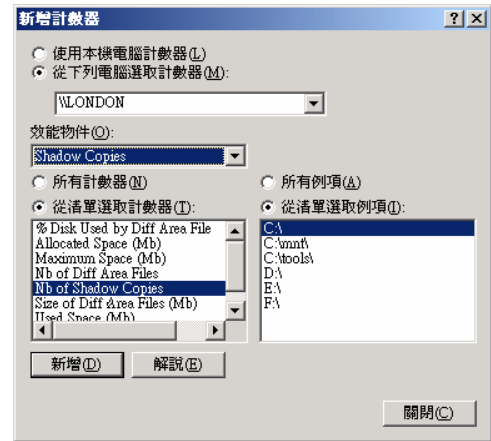 新增計數器
使用本機電腦計數器(L)
從下列電腦選取計數器(M):
\\LONDON
效能物件(O):
Shadow Copies
所有計數器(N)
所有例項(A)
從清單選取計數器(T):
從清單選取例項(I):
% Disk Used by Diff Area File
Allocated Space (Mb)
Maximum Space (Mb)
Nb of Diff Area Files
Nb of Shadow Copies
Size of Diff Area Files (Mb)
Used Space (Mb)
C:\
C:\mnt\
C:\tools\
D:\
E:\
F:\
新增(D)
解說(E)
關閉(C)